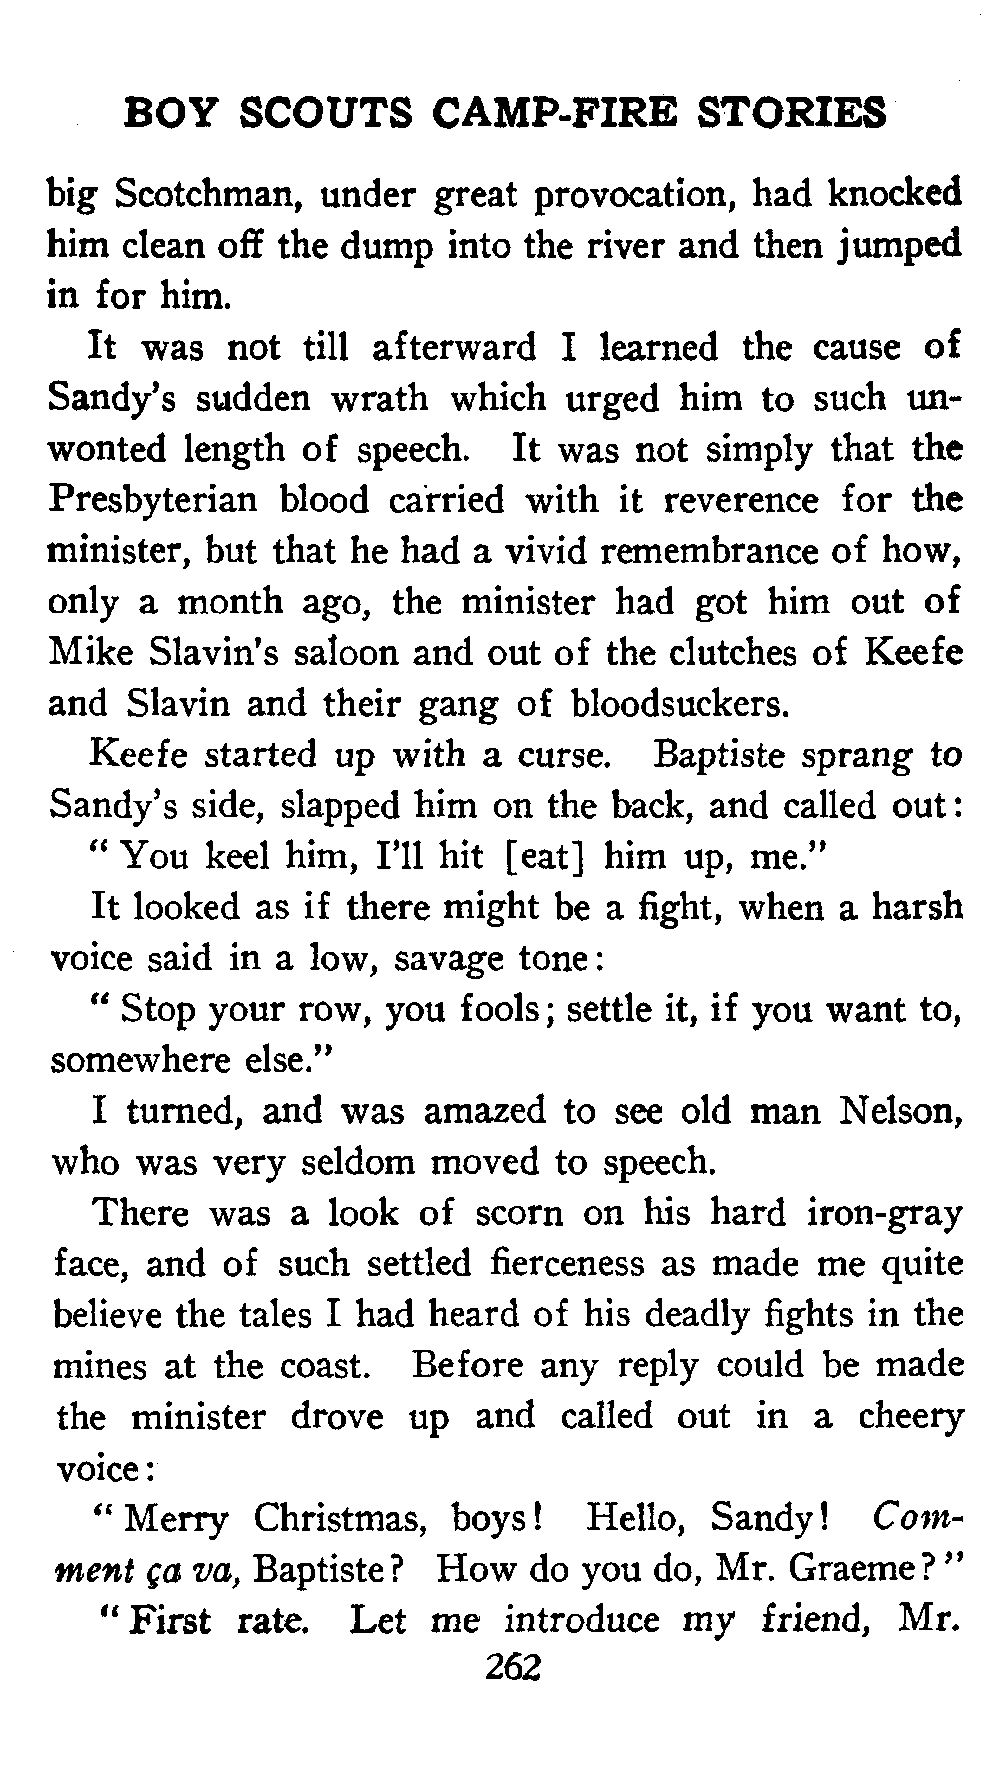 BOY SCOUTS CAMP-FIRE STORIES
big Scotchman, under great provocation, had knocked
him clean off the dump into the river and then jumped
in for him.
It was not till afterward I learned the cause of
Sandy's sudden wrath which urged him to such un-
wonted length of speech. It was not simply that the
Presbyterian blood carried with it reverence for the
minister, but that he had a vivid remembrance of how,
only a month ago, the minister had got him out of
Mike Slavin's saloon and out of the clutches of Keefe
and Slavin and their gang of bloodsuckers.
Keefe started up with a curse. Baptiste sprang to
Sandy's side, slapped him on the back, and called out:
"You keel him, I'll hit [eat] him up, me."
It looked as if there might be a fight, when a harsh
voice said in a low, savage tone:
"Stop your row, you fools; settle it, if you want to,
somewhere else."
I turned, and was amazed to see old man Nelson,
who was very seldom moved to speech.
There was a look of scorn on his hard iron-gray
face, and of such settled fierceness as made me quite
believe the tales I had heard of his deadly fights in the
mines at the coast. Before any reply could be made
the minister drove up and called out in a cheery
voice:
"Merry Christmas, boys! Hello, Sandy! Com-
ment ça va, Baptiste? How do you do, Mr. Graeme?"
"First rate. Let me introduce my friend, Mr.
262